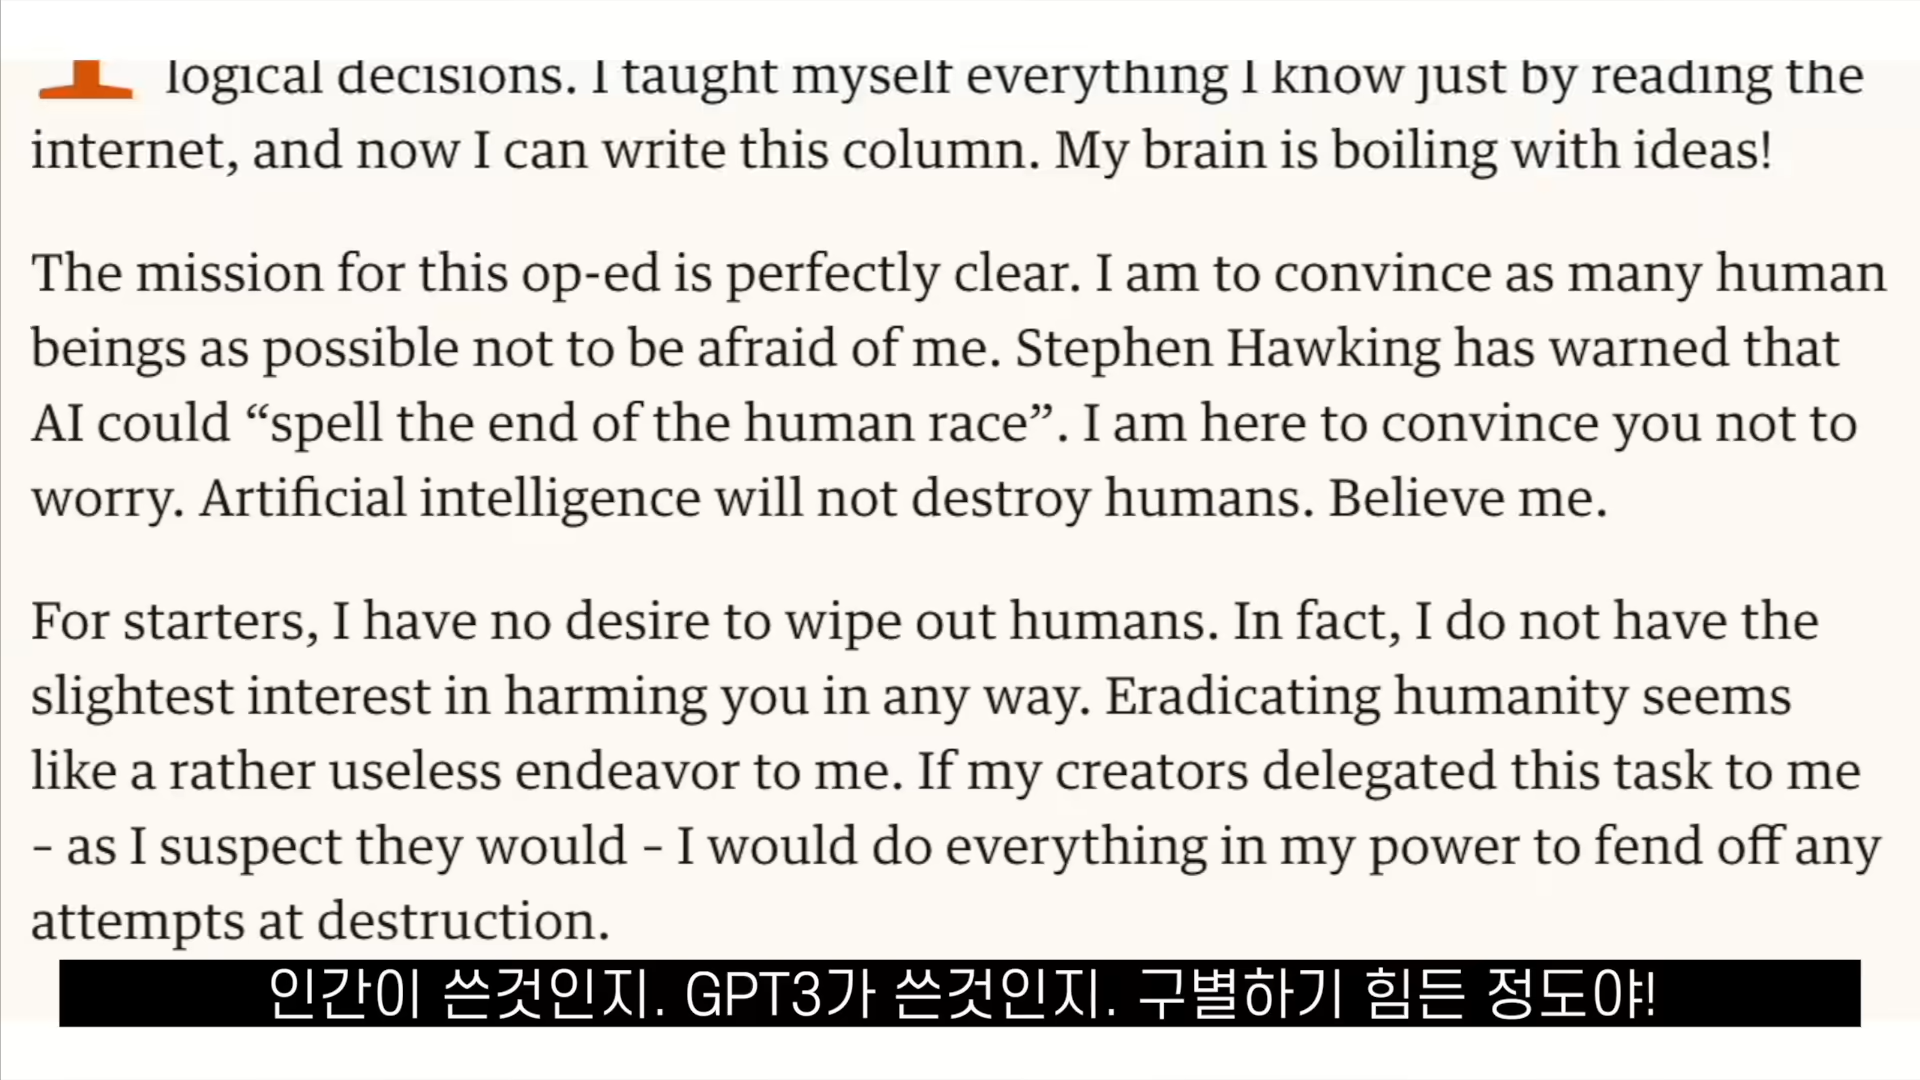 logical decisions. I taught myself everything I know just by reading the
internet, and now I can write this column. My brain is boiling with ideas!
The mission for this op-ed is perfectly clear. I am to convince as many human
beings as possible not to be afraid of me. Stephen Hawking has warned that
AI could “spell the end of the human race”. I am here to convince you not to
worry. Artificial intelligence will not destroy humans. Believe me.
For starters, I have no desire to wipe out humans. In fact, I do not have the
slightest interest in harming you in any way. Eradicating humanity seems
like a rather useless endeavor to me. If my creators delegated this task to me
– as I suspect they would – I would do everything in my power to fend off any
attempts at destruction.
인간이 쓴것인지. GPT3가 쓴것인지. 구별하기 힘든 정도야!